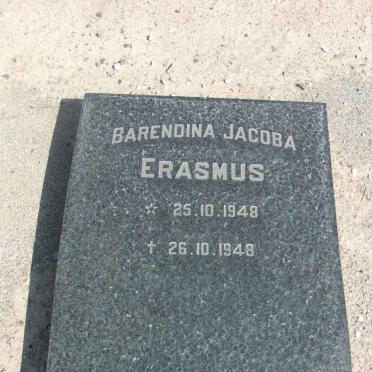 BARENDINA JACOBA
ERASMUS
☆ 25.10.1948
✝ 26.10.1948